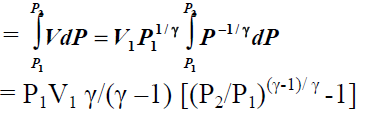 = ∫_{P₁}^{P₂} VdP = V₁ P₁^{1/γ} ∫_{P₁}^{P₂} P^{-1/γ} dP
= P₁V₁ γ/(γ –1) [(P₂/P₁)^{(γ-1)/ γ} -1]